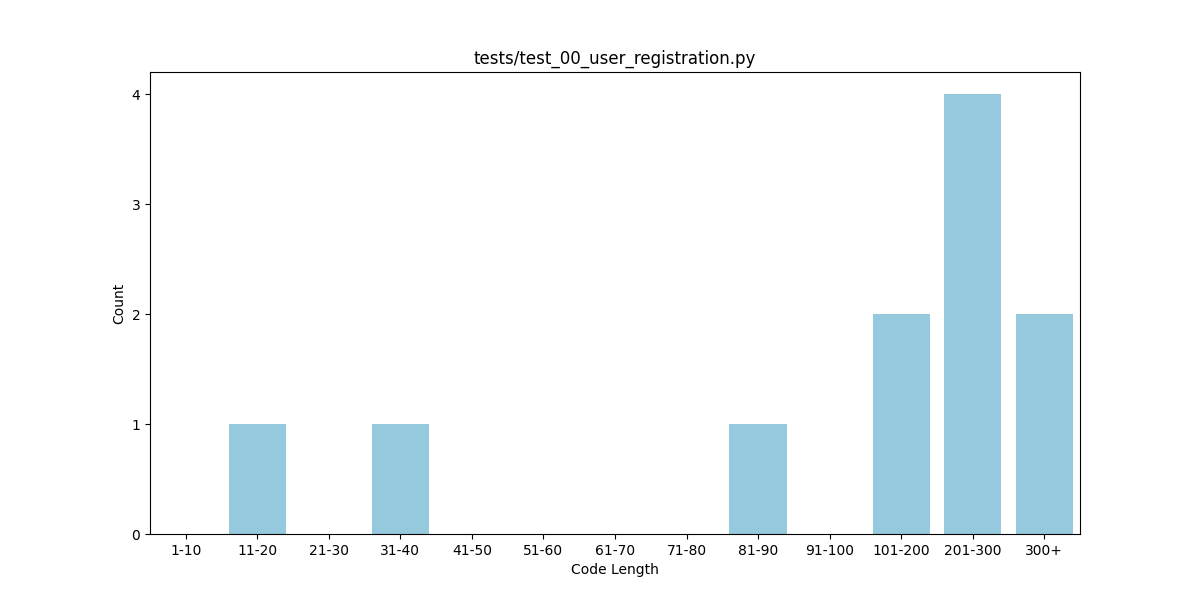 tests/test_00_user_registration.py
4
3
2
1
0
Count
1-10 11-20 21-30 31-40 41-50 51-60 61-70 71-80 81-90 91-100 101-200 201-300 300+
Code Length